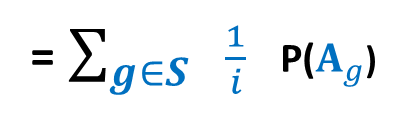 = ∑g∈S 1/i P(Ag)